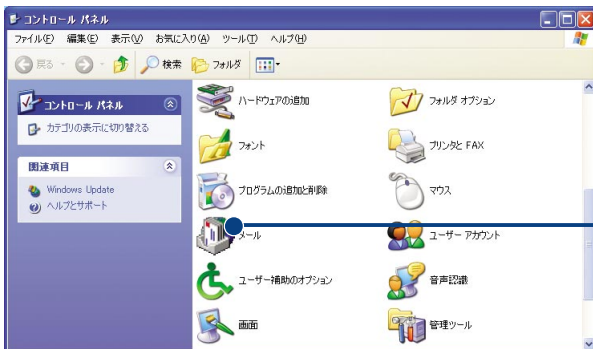 コントロール パネル
ファイル(F) 編集(E) 表示(V) お気に入り(A) ツール(T) ヘルプ(H)
戻る 検索 フォルダ
コントロール パネル
カテゴリの表示に切り替える
関連項目
Windows Update
ヘルプとサポート
ハードウェアの追加
フォルダ オプション
フォント
プリンタと FAX
プログラムの追加と削除
マウス
メール
ユーザー アカウント
ユーザー補助のオプション
音声認識
画面
管理ツール